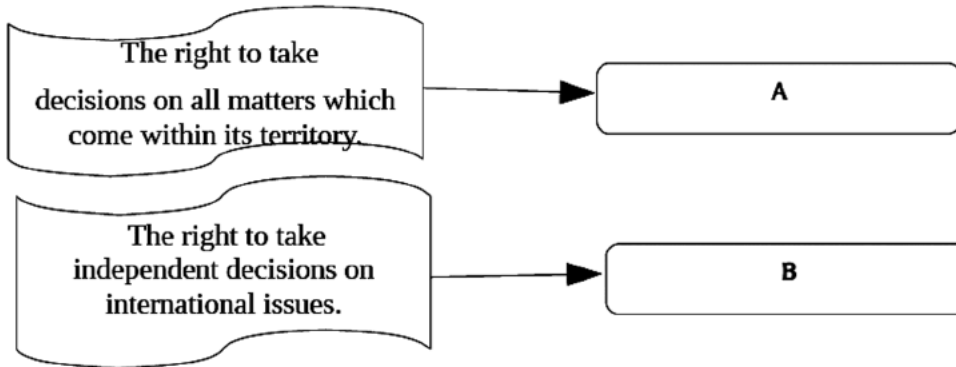 The right to take
decisions on all matters which
come within its territory.
A
The right to take
independent decisions on
international issues.
B